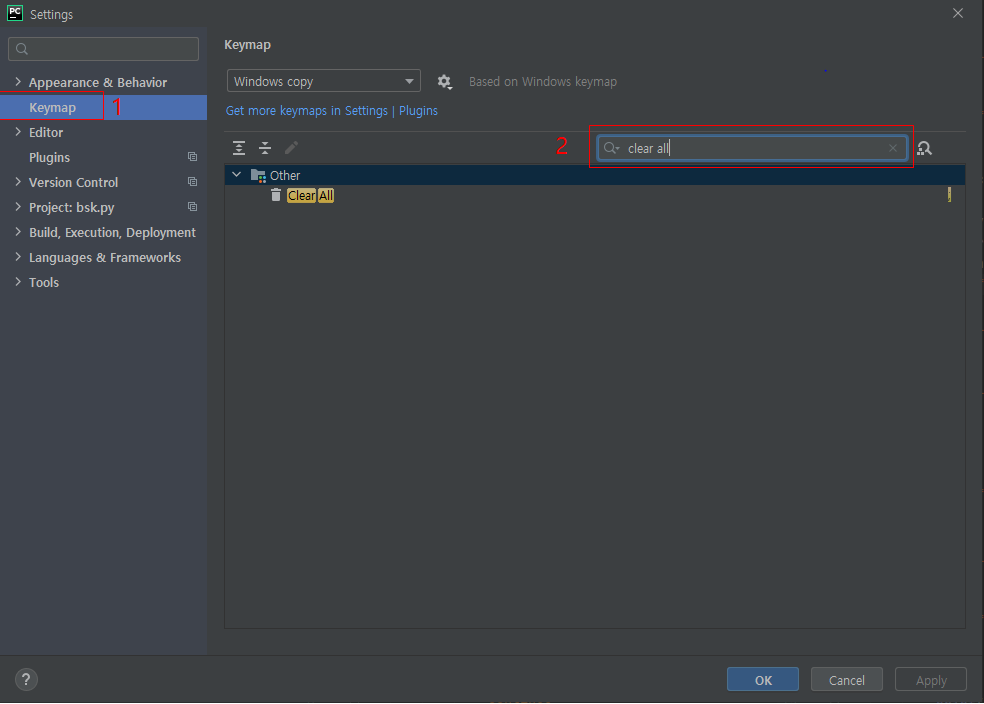 PC Settings
Keymap
Windows copy
Based on Windows keymap
Get more keymaps in Settings | Plugins
Appearance & Behavior
Keymap 1
Editor
Plugins
Version Control
Project: bsk.py
Build, Execution, Deployment
Languages & Frameworks
Tools
2 clear all
Other
Clear All
?
OK
Cancel
Apply